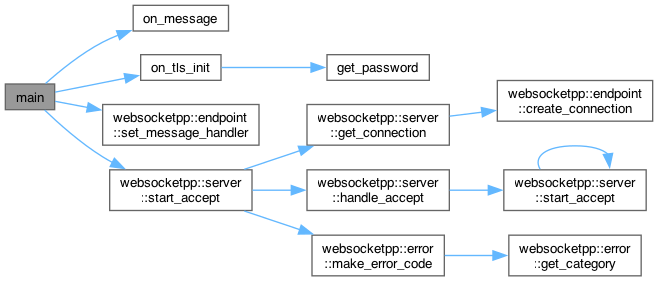 main
on_message
on_tls_init
get_password
websocketpp::endpoint
::set_message_handler
websocketpp::server
::start_accept
websocketpp::server
::get_connection
websocketpp::endpoint
::create_connection
websocketpp::server
::handle_accept
websocketpp::server
::start_accept
websocketpp::error
::make_error_code
websocketpp::error
::get_category